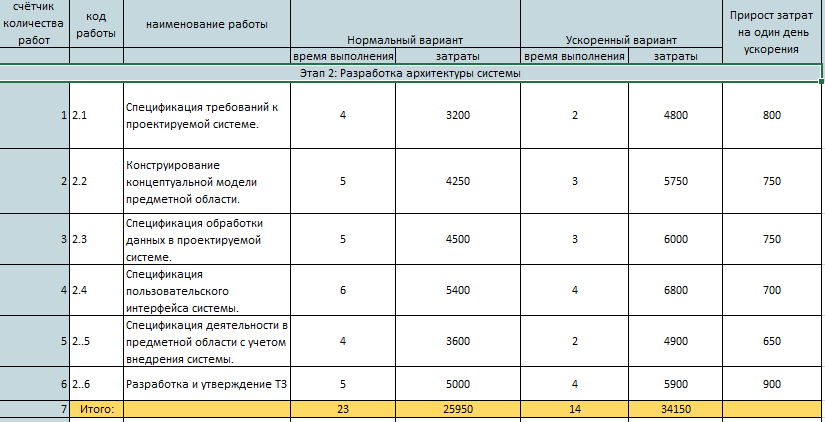 счётчик количества работ	код работы	наименование работы	Нормальный вариант	Ускоренный вариант	Прирост затрат на один день ускорения
время выполнения	затраты	время выполнения	затраты
Этап 2: Разработка архитектуры системы
1	2.1	Спецификация требований к проектируемой системе.	4	3200	2	4800	800
2	2.2	Конструирование концептуальной модели предметной области.	5	4250	3	5750	750
3	2.3	Спецификация обработки данных в проектируемой системе.	5	4500	3	6000	750
4	2.4	Спецификация пользовательского интерфейса системы.	6	5400	4	6800	700
5	2..5	Спецификация деятельности в предметной области с учетом внедрения системы.	4	3600	2	4900	650
6	2..6	Разработка и утверждение ТЗ	5	5000	4	5900	900
7	Итого:	23	25950	14	34150